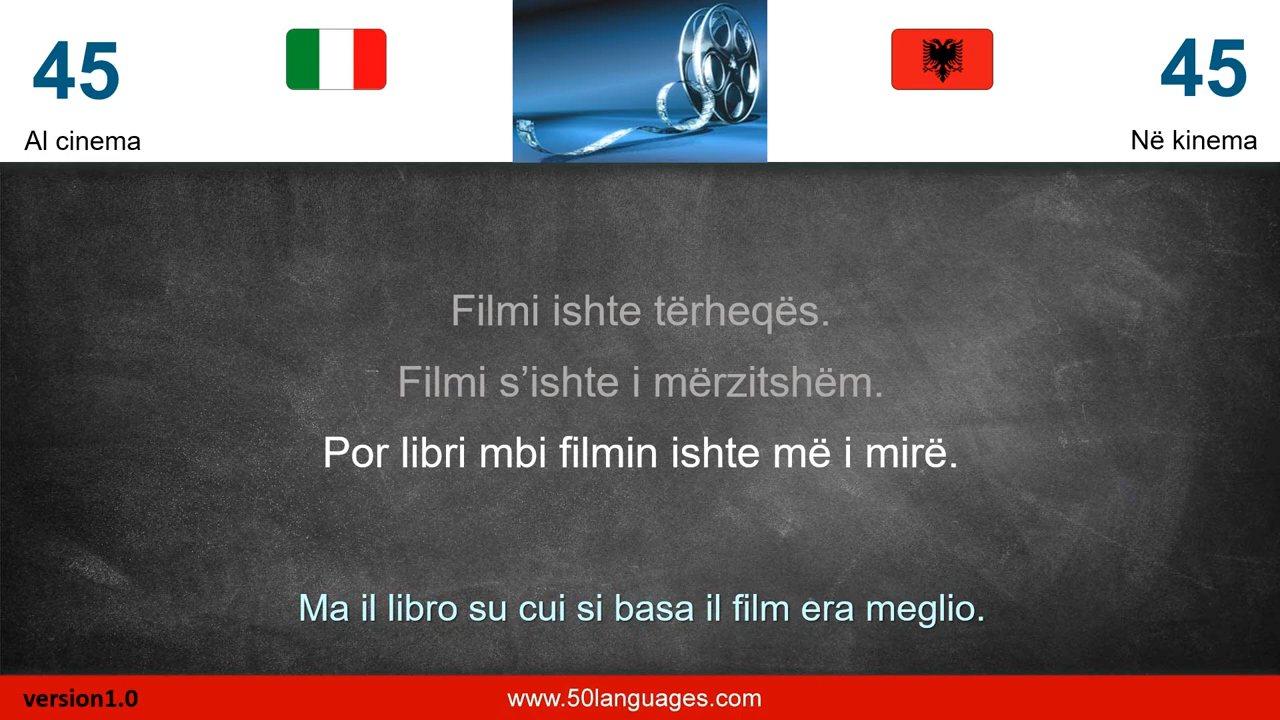 45
45
Al cinema
Në kinema
Filmi ishte tërheqës.
Filmi s’ishte i mërzitshëm.
Por libri mbi filmin ishte më i mirë.
Ma il libro su cui si basa il film era meglio.
version1.0
www.50languages.com